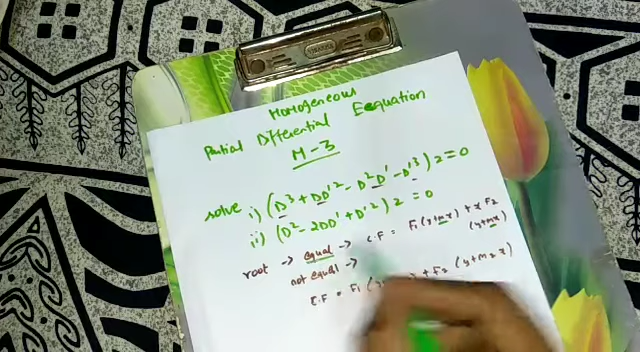 Homogeneous
Partial Differential Eequation
M-3
solve i) (D³ + DD'² - D²D' - D'³) z = 0
ii) (D² - 2DD' + D'²) z = 0
root → equal → C.F = F₁(y+mx) + x F₂
(y+mx)
not equal →
C.F = F₁ + F₂ (y+m₂x)